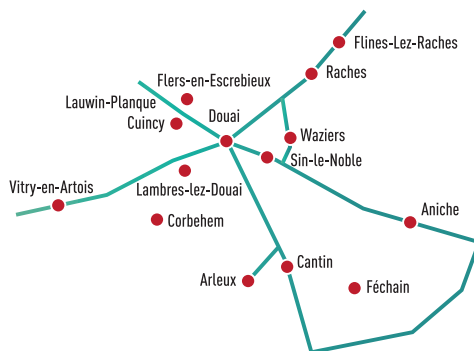 Flines-Lez-Raches
Raches
Flers-en-Escrebieux
Lauwin-Planque
Douai
Cuincy
Waziers
Sin-le-Noble
Vitry-en-Artois
Lambres-lez-Douai
Corbehem
Aniche
Cantin
Arleux
Féchain